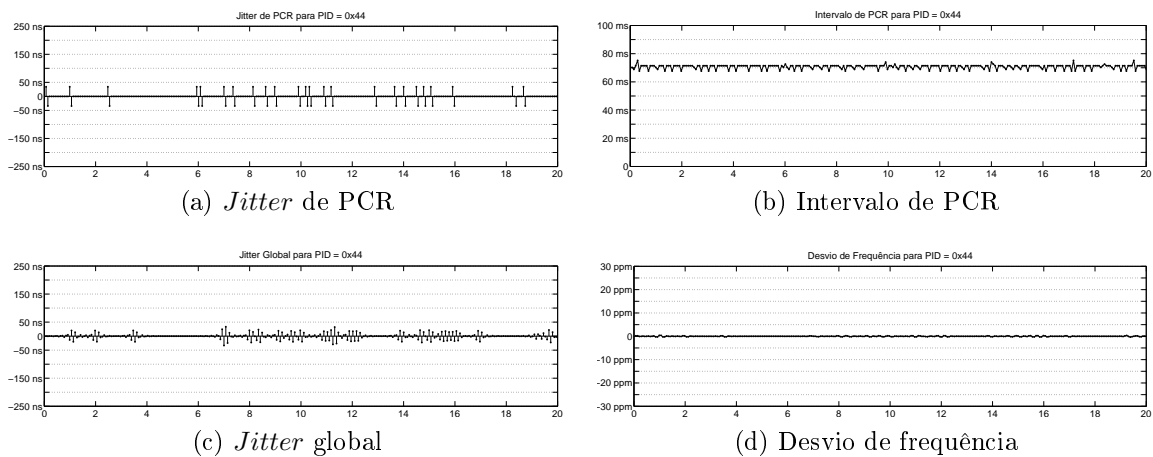 Jitter de PCR para PID = 0x44
250 ns
150 ns
50 ns
0
−50 ns
−150 ns
−250 ns
0 2 4 6 8 10 12 14 16 18 20
(a) Jitter de PCR
Intervalo de PCR para PID = 0x44
100 ms
80 ms
60 ms
40 ms
20 ms
0
0 2 4 6 8 10 12 14 16 18 20
(b) Intervalo de PCR
Jitter Global para PID = 0x44
250 ns
150 ns
50 ns
0
−50 ns
−150 ns
−250 ns
0 2 4 6 8 10 12 14 16 18 20
(c) Jitter global
Desvio de Frequência para PID = 0x44
30 ppm
20 ppm
10 ppm
0
-10 ppm
-20 ppm
-30 ppm
0 2 4 6 8 10 12 14 16 18 20
(d) Desvio de frequência